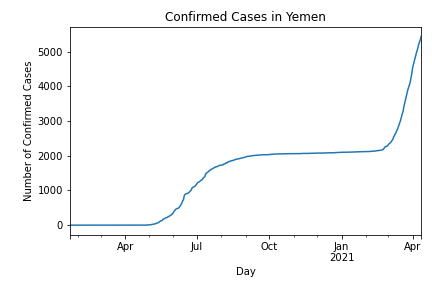 Confirmed Cases in Yemen
5000
4000
3000
2000
1000
0
Number of Confirmed Cases
Apr
Jul
Oct
Jan
2021
Apr
Day